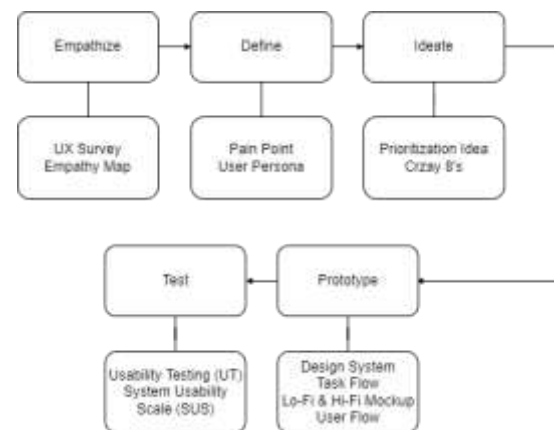 Empathize
Define
Ideate
UX Survey
Empathy Map
Pain Point
User Persona
Prioritization Idea
Crzay 8's
Test
Prototype
Usability Testing (UT)
System Usability
Scale (SUS)
Design System
Task Flow
Lo-Fi & Hi-Fi Mockup
User Flow